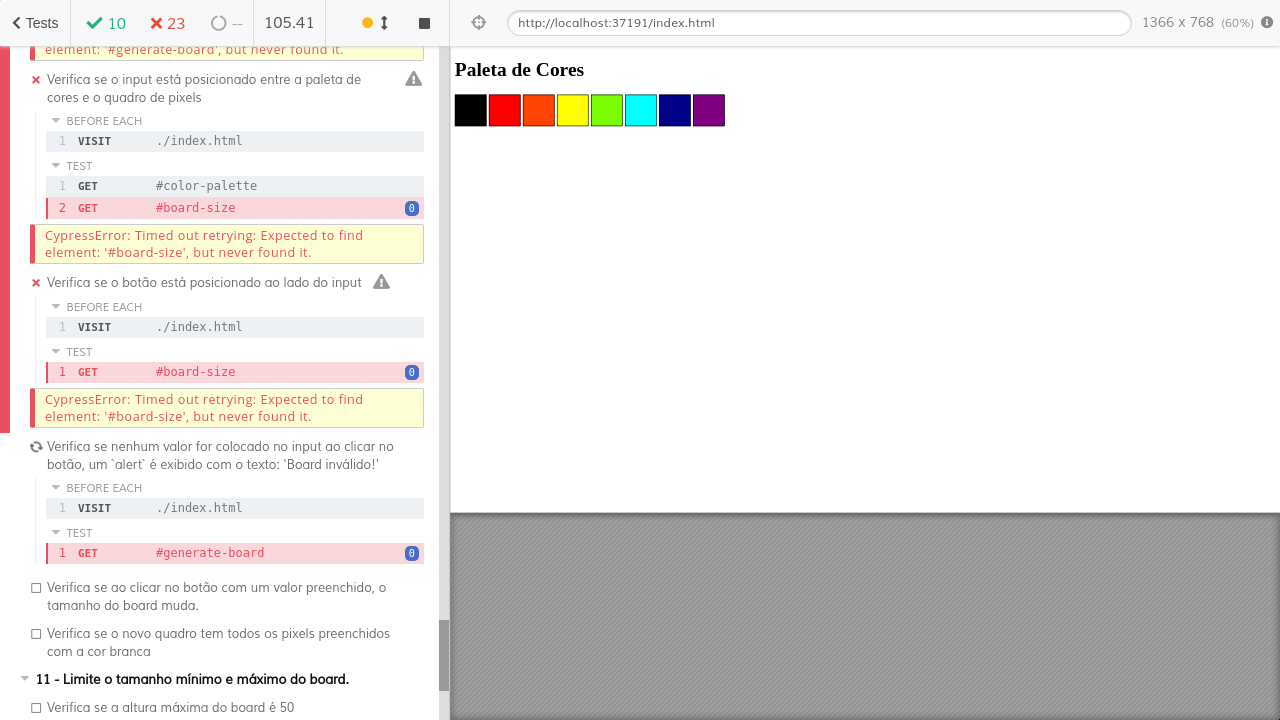 Tests
10
23
--
105.41
http://localhost:37191/index.html
1366 x 768 (60%)
element: '#generate-board', but never found it.
Verifica se o input está posicionado entre a paleta de
cores e o quadro de pixels
BEFORE EACH
1 VISIT ./index.html
TEST
1 GET #color-palette
2 GET #board-size 0
CypressError: Timed out retrying: Expected to find
element: '#board-size', but never found it.
Verifica se o botão está posicionado ao lado do input
BEFORE EACH
1 VISIT ./index.html
TEST
1 GET #board-size 0
CypressError: Timed out retrying: Expected to find
element: '#board-size', but never found it.
Verifica se nenhum valor for colocado no input ao clicar no
botão, um `alert` é exibido com o texto: 'Board inválido!'
BEFORE EACH
1 VISIT ./index.html
TEST
1 GET #generate-board 0
Verifica se ao clicar no botão com um valor preenchido, o
tamanho do board muda.
Verifica se o novo quadro tem todos os pixels preenchidos
com a cor branca
11 - Limite o tamanho mínimo e máximo do board.
Verifica se a altura máxima do board é 50
Paleta de Cores